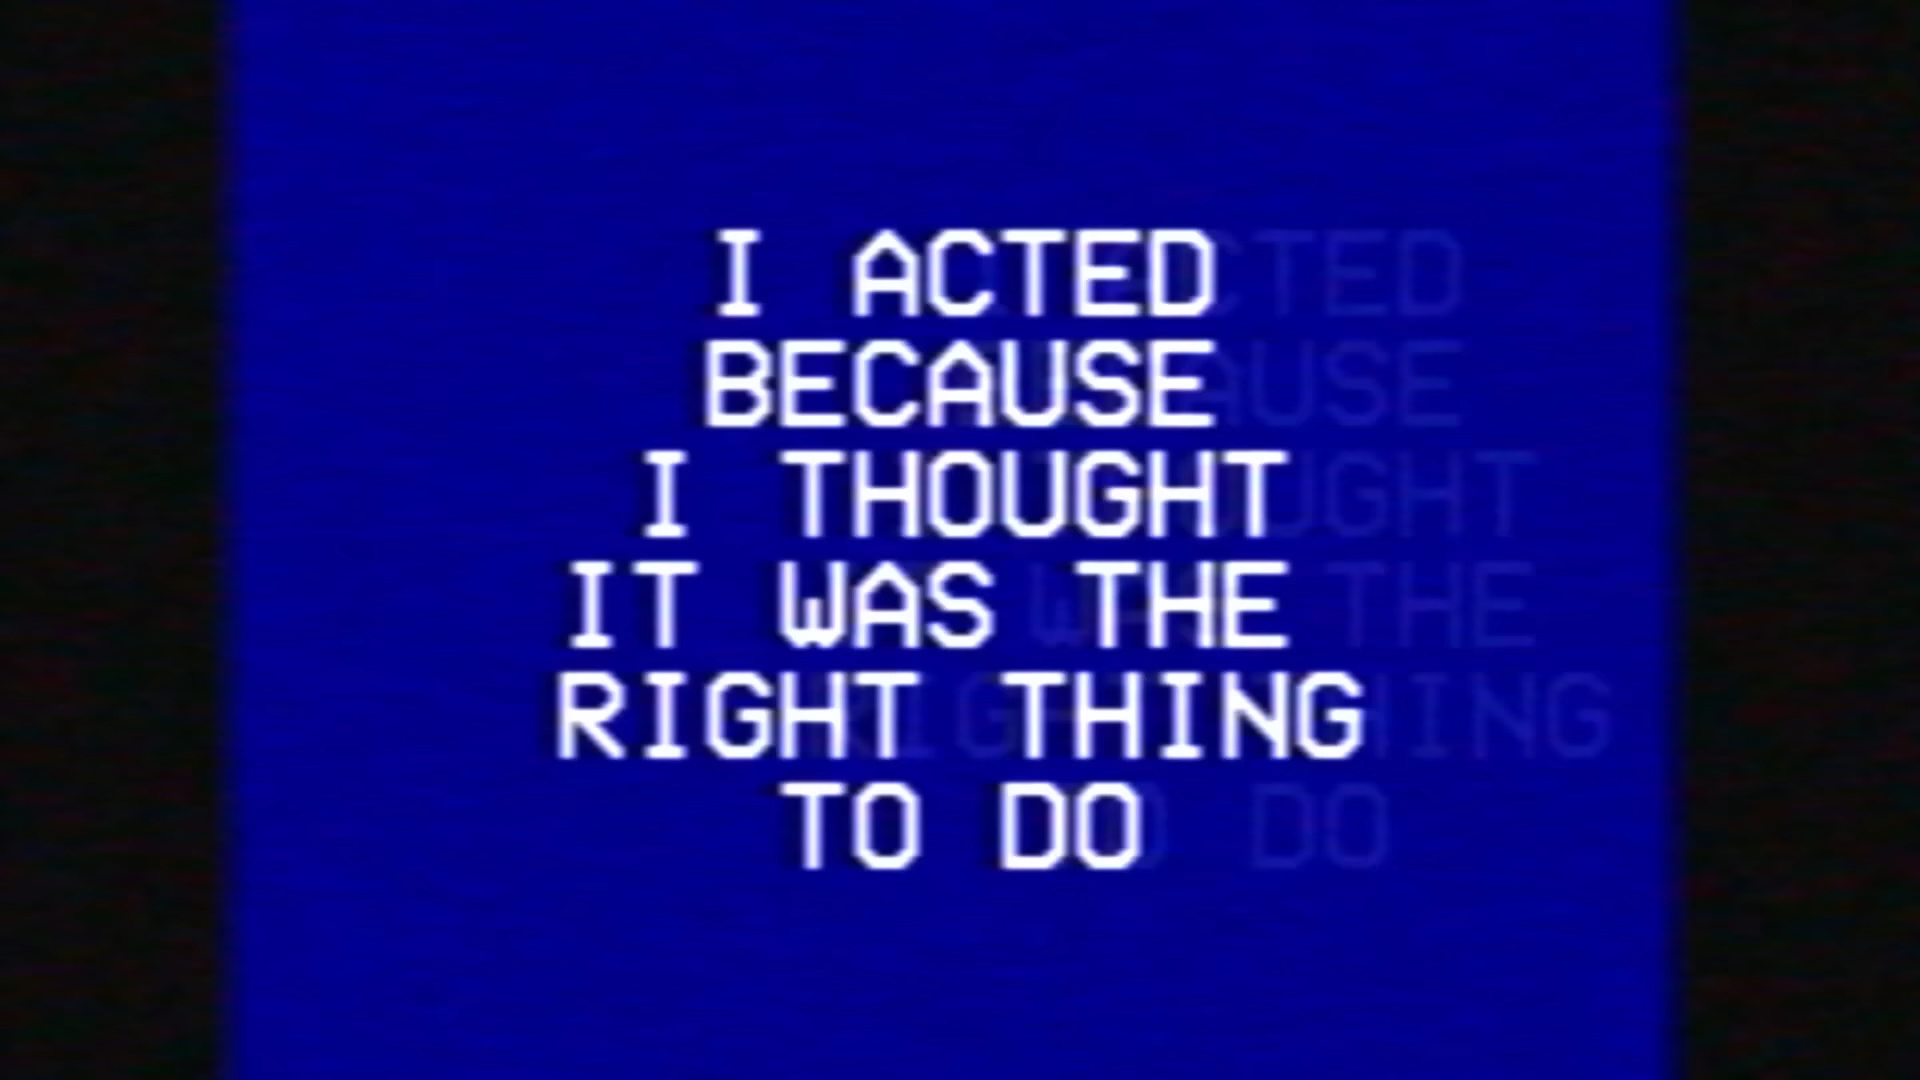 I ACTED
BECAUSE
I THOUGHT
IT WAS THE
RIGHT THING
TO DO